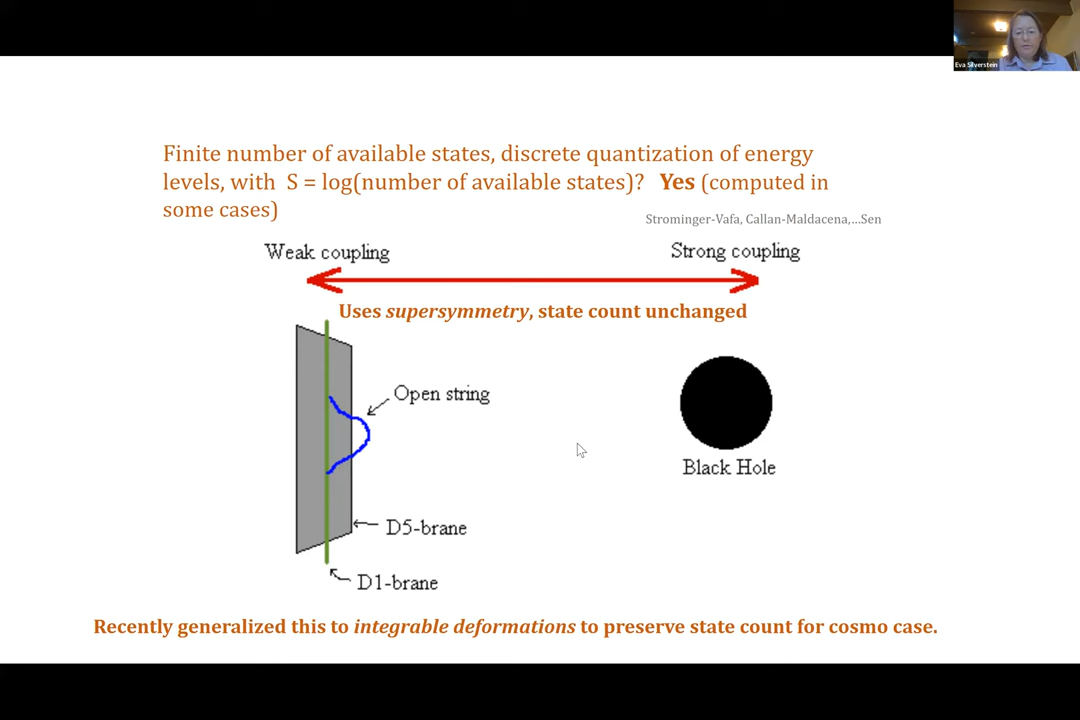 Eva Silverstein
Finite number of available states, discrete quantization of energy
levels, with S = log(number of available states)? Yes (computed in
some cases)
Strominger-Vafa, Callan-Maldacena,...Sen
Weak coupling
Strong coupling
Uses supersymmetry, state count unchanged
Open string
Black Hole
D5-brane
D1-brane
Recently generalized this to integrable deformations to preserve state count for cosmo case.